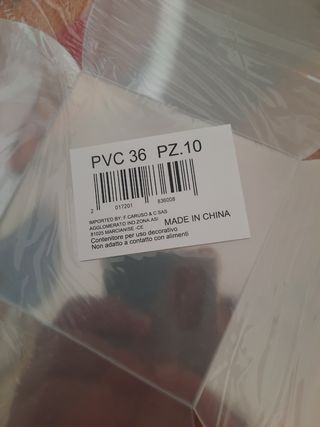 PVC 36 PZ.10
2 017201 836008
IMPORTED BY: F.CARUSO & C SAS
AGGLOMERATO IND ZONA ASI
81025 MARCIANISE -CE
MADE IN CHINA
Contenitore per uso decorativo
Non adatto a contatto con alimenti